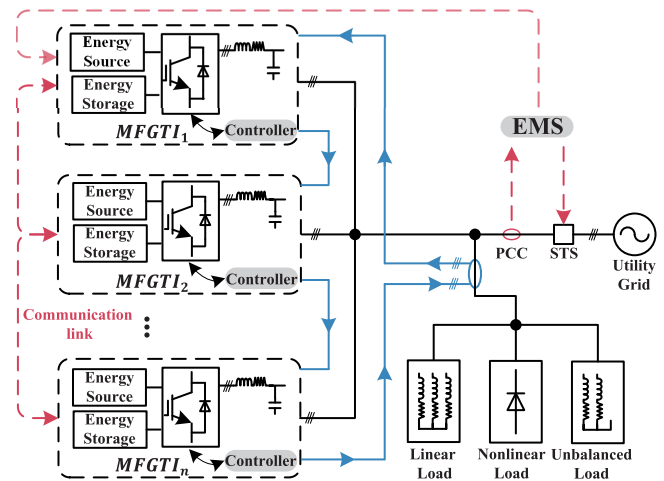 Energy
Source
Energy
Storage
MFGTI1
Controller
EMS
Energy
Source
Energy
Storage
MFGTI2
Controller
PCC
STS
Utility
Grid
Communication
link
Energy
Source
Energy
Storage
MFGTIn
Controller
Linear
Load
Nonlinear
Load
Unbalanced
Load